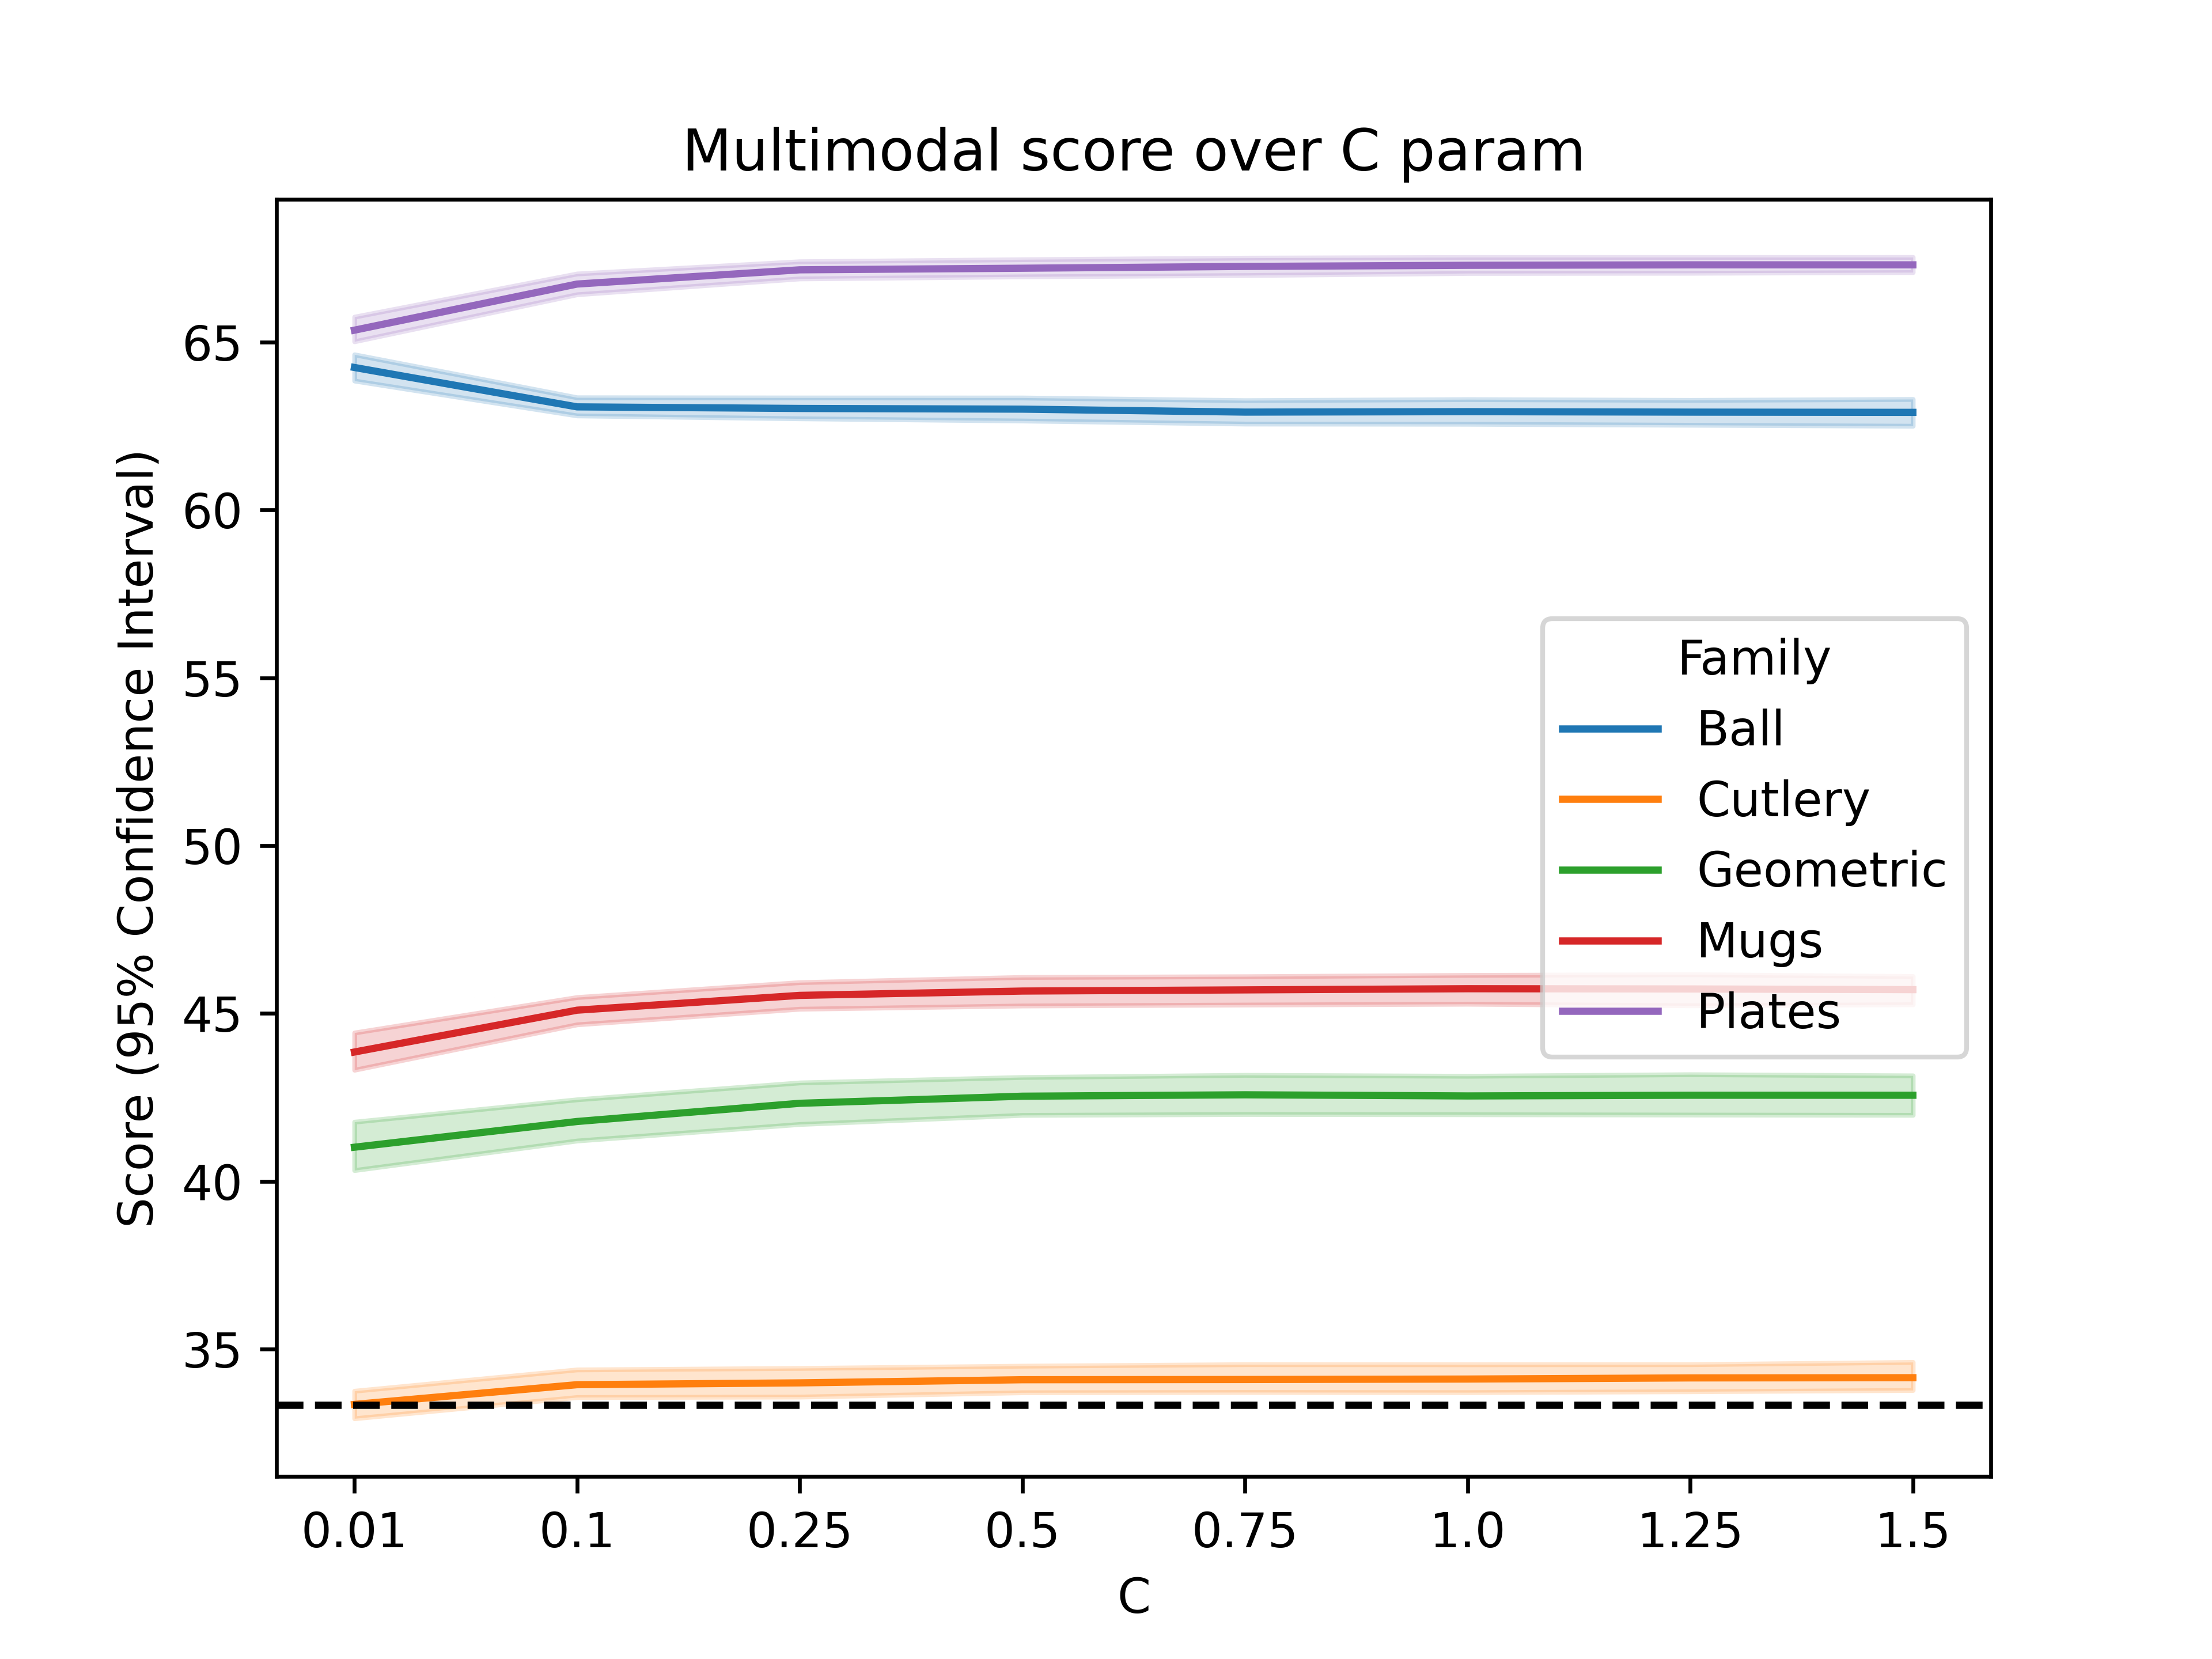 Multimodal score over C param
Score (95% Confidence Interval)
65
60
55
50
45
40
35
Family
Ball
Cutlery
Geometric
Mugs
Plates
0.01
0.1
0.25
0.5
0.75
1.0
1.25
1.5
C